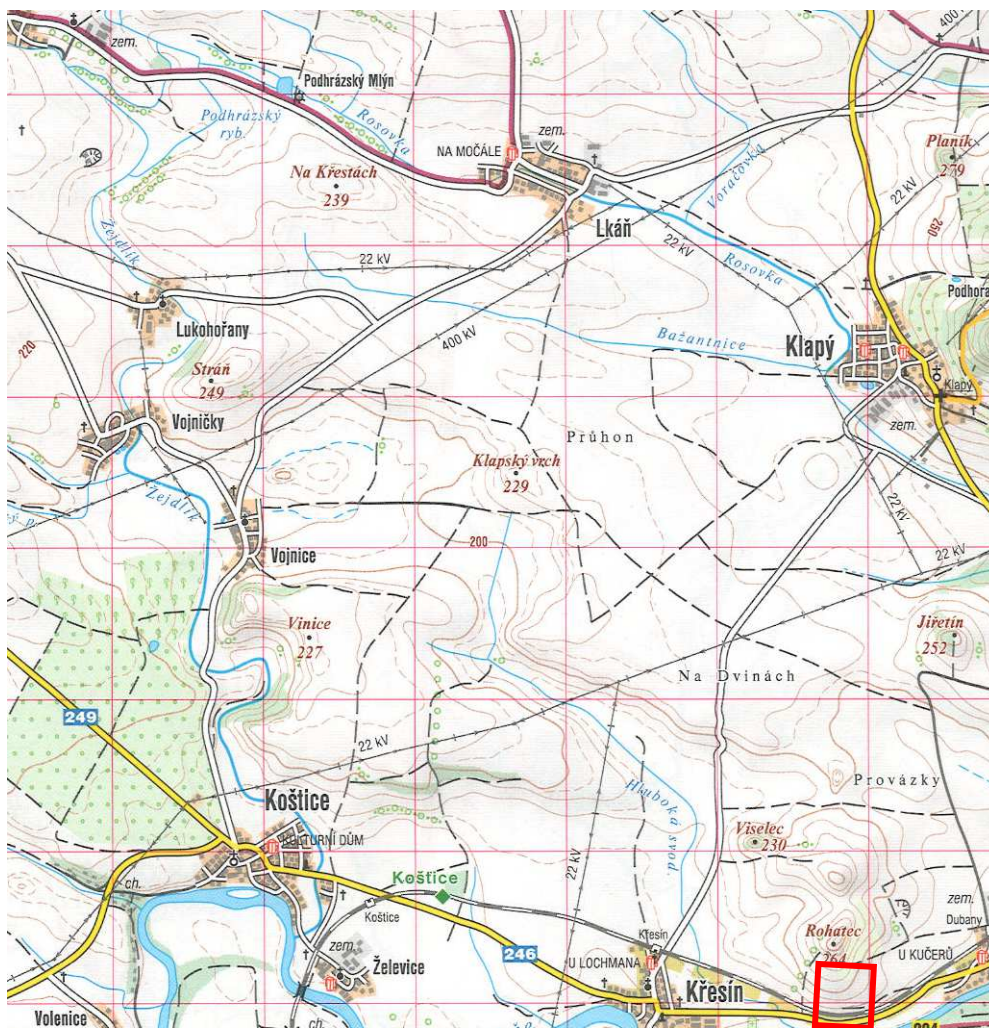 zem.
400 kV
Podhrázský Mlýn
Podhrázský
ryb.
Rosovka
NA MOČÁLE
zem.
Planík
279
Na Křestách
239
Voračovka
22 kV
Lkáň
260
Žejdlík
22 kV
22 kV
Rosovka
Podhora
Lukohořany
Bažantnice
Klapý
400 kV
220
Stráň
249
Klapý
Vojničky
zem.
Průhon
Klapský vrch
229
22 kV
Žejdlík
ý p.
200
22 kV
Vojnice
Vinice
227
Jiřetín
252
Na Dvinách
249
22 kV
Provázky
Hluboká svod.
Koštice
KULTURNÍ DŮM
Viselec
230
22 kV
ch.
Koštice
Koštice
zem.
Dubany
Křesín
Rohatec
264
zem.
246
U LOCHMANA
U KUČERŮ
Želevice
Křesín
Volenice
ch.